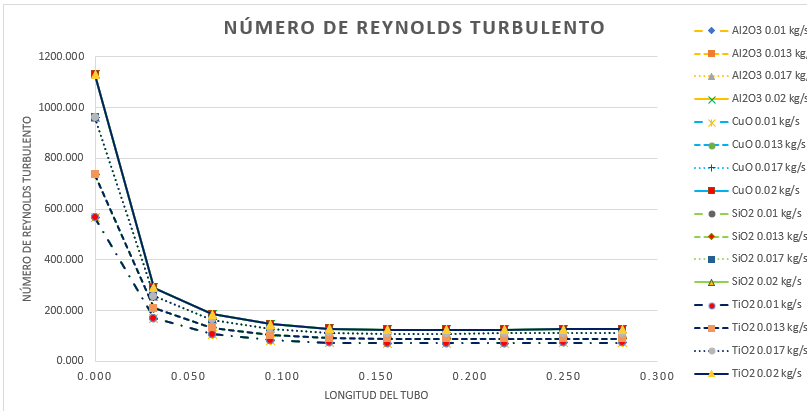 NÚMERO DE REYNOLDS TURBULENTO
NÚMERO DE REYNOLDS TURBULENTO
1200.000
1000.000
800.000
600.000
400.000
200.000
0.000
0.000 0.050 0.100 0.150 0.200 0.250 0.300
LONGITUD DEL TUBO
Al2O3 0.01 kg/s
Al2O3 0.013 kg/
Al2O3 0.017 kg/
Al2O3 0.02 kg/s
CuO 0.01 kg/s
CuO 0.013 kg/s
CuO 0.017 kg/s
CuO 0.02 kg/s
SiO2 0.01 kg/s
SiO2 0.013 kg/s
SiO2 0.017 kg/s
SiO2 0.02 kg/s
TiO2 0.01 kg/s
TiO2 0.013 kg/s
TiO2 0.017 kg/s
TiO2 0.02 kg/s